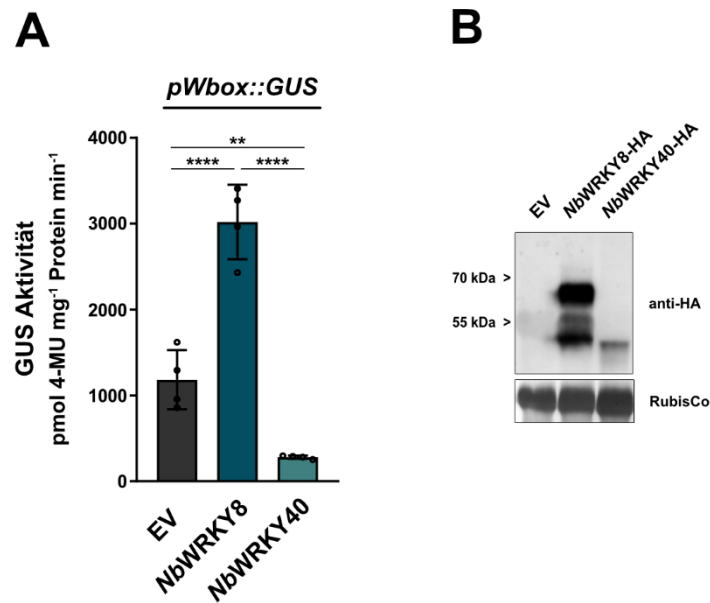 A
pWbox::GUS
**
**** ****
4000
3000
2000
1000
0
GUS Aktivität
pmol 4-MU mg⁻¹ Protein min⁻¹
EV
NbWRKY8
NbWRKY40
B
EV
NbWRKY8-HA
NbWRKY40-HA
70 kDa >
55 kDa >
anti-HA
RubisCo